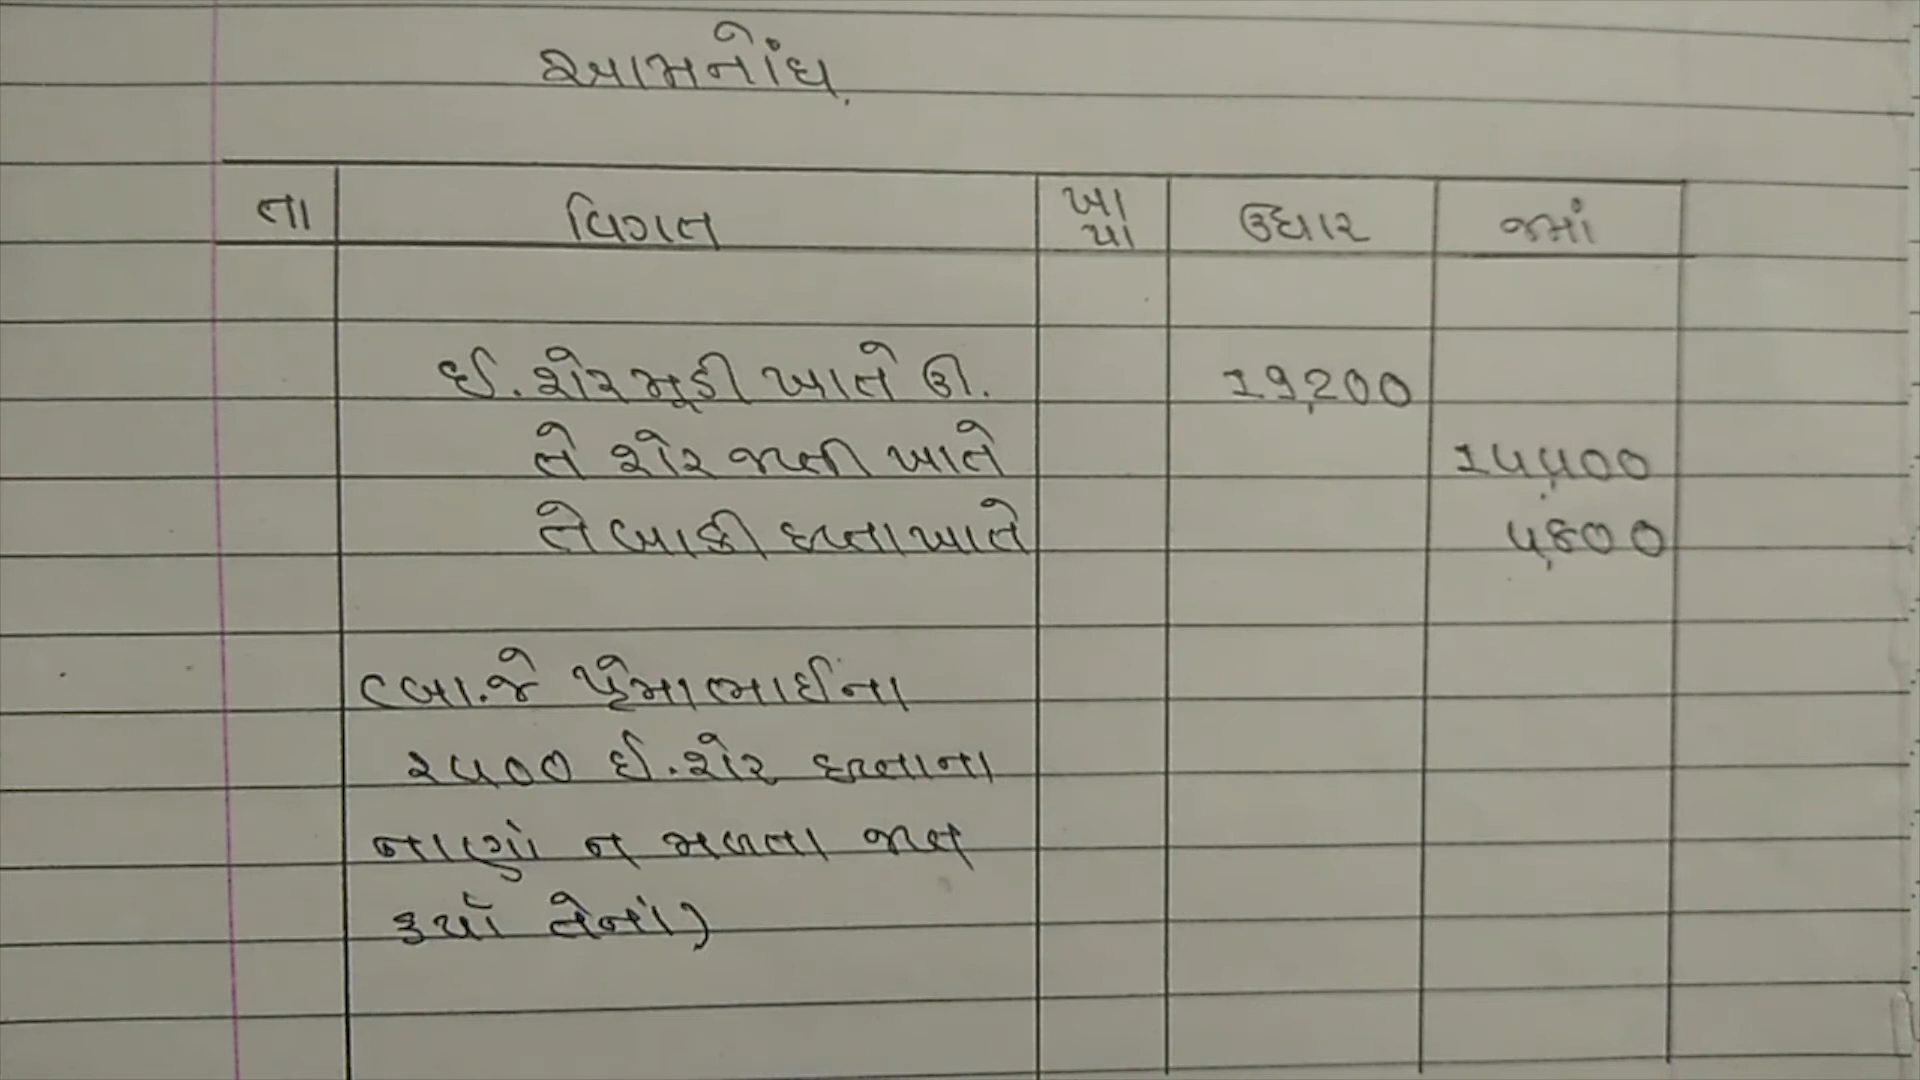 આમનોંધ.
તા વિગત ખા પા ઉધાર જમાં
ઈ. શેરમૂડી ખાતે ઊ. 19,200
તે શેર જપ્તી ખાતે 14,400
તે બાકી હપ્તા ખાતે 4,800
(બા.જે પ્રેમાભાઈના
2400 ઈ. શેર હપ્તાના
નાણાં ન મળતા જપ્ત
કર્યા તેનાં)